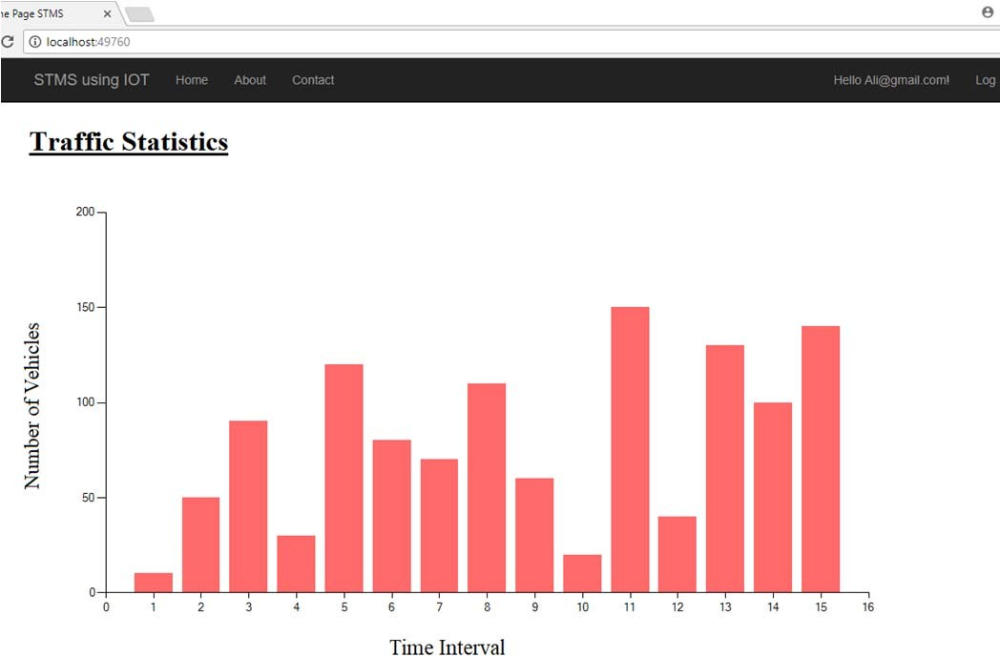 ne Page STMS
localhost:49760
STMS using IOT Home About Contact Hello Ali@gmail.com! Log
Traffic Statistics
Number of Vehicles
200
150
100
50
0
0 1 2 3 4 5 6 7 8 9 10 11 12 13 14 15 16
Time Interval